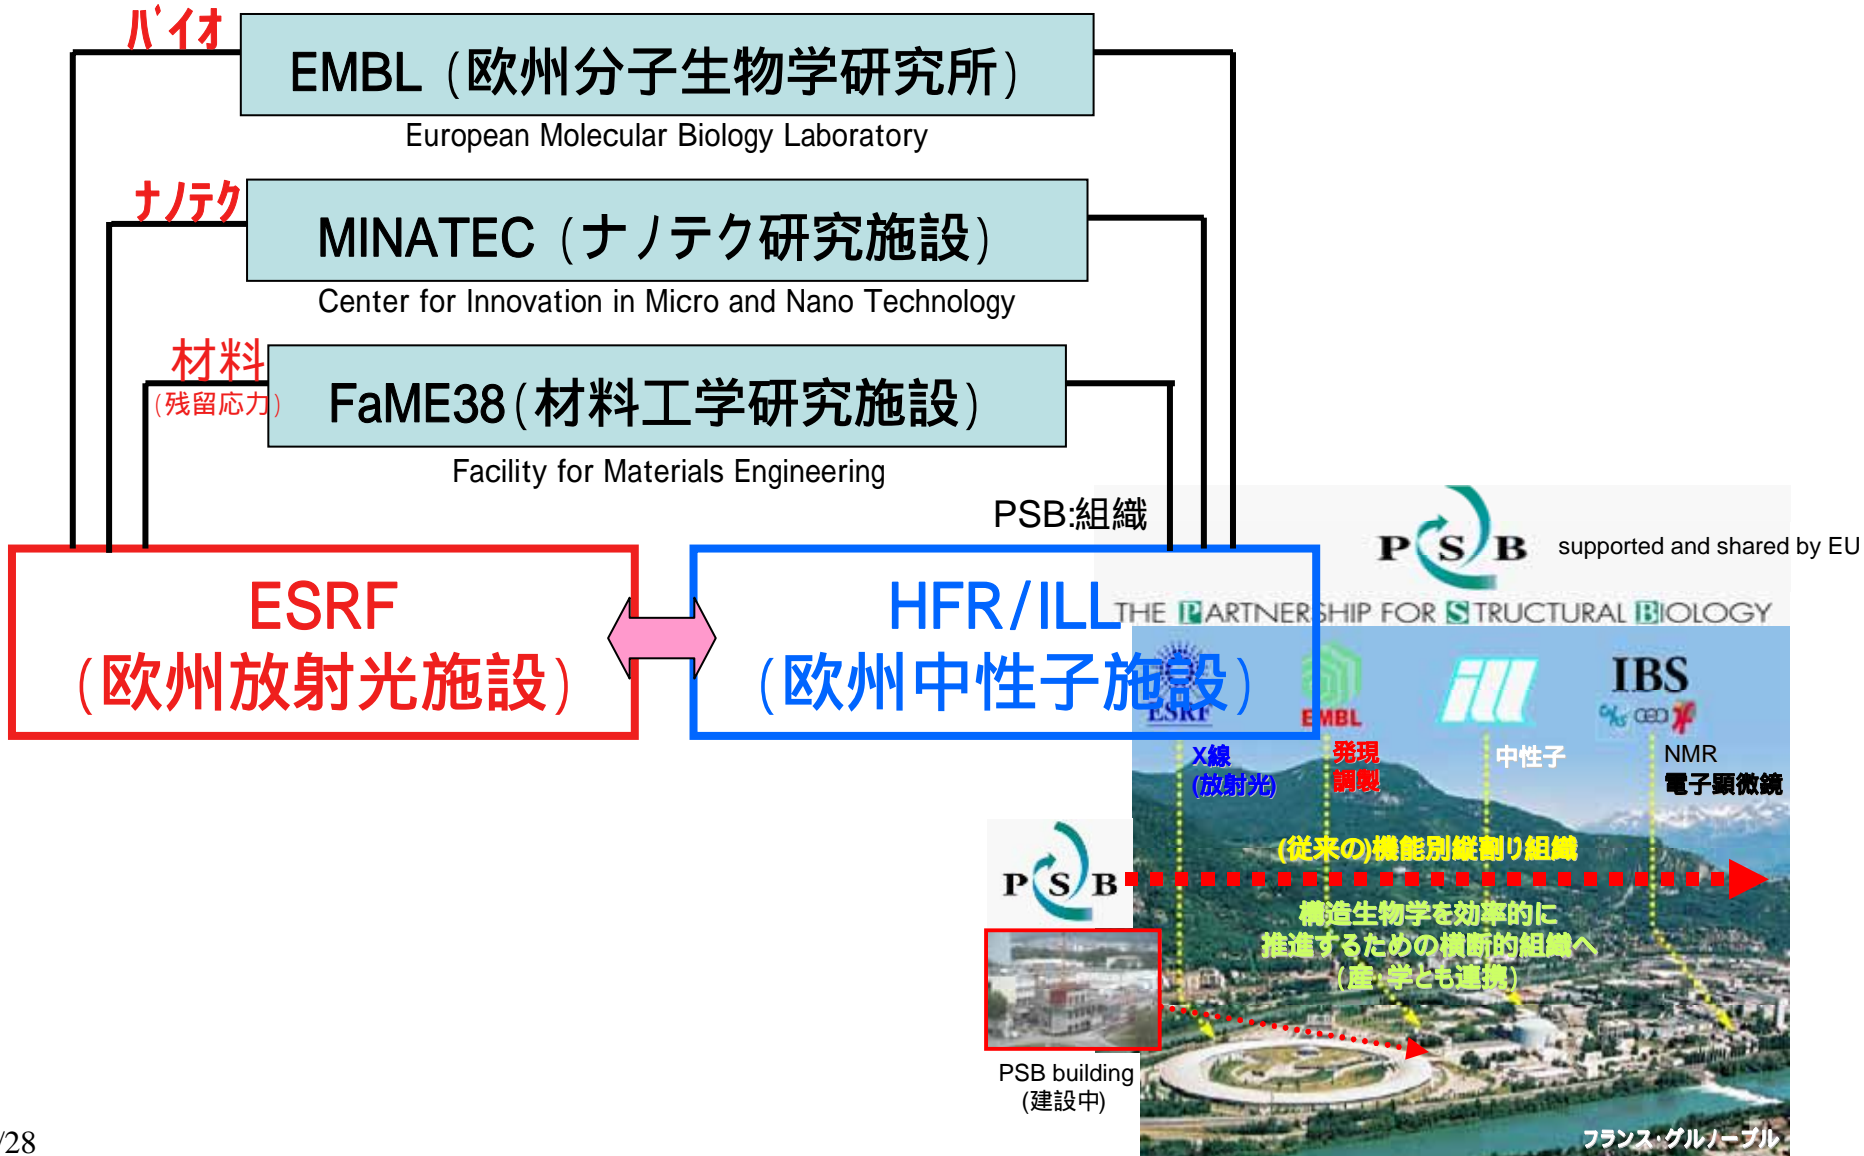 バイオ
EMBL（欧州分子生物学研究所）
European Molecular Biology Laboratory
ナノテク
MINATEC（ナノテク研究施設）
Center for Innovation in Micro and Nano Technology
材料
(残留応力)
FaME38(材料工学研究施設)
Facility for Materials Engineering
PSB:組織
PSB
supported and shared by EU
THE PARTNERSHIP FOR STRUCTURAL BIOLOGY
ESRF
(欧州放射光施設)
HFR/ILL
(欧州中性子施設)
ESRF
EMBL
ill
IBS
cnrs cea
X線
(放射光)
発現
調製
中性子
NMR
電子顕微鏡
(従来の)機能別縦割り組織
PSB
構造生物学を効率的に
推進するための横断的組織へ
(産・学とも連携)
PSB building
(建設中)
フランス・グルノーブル
/28